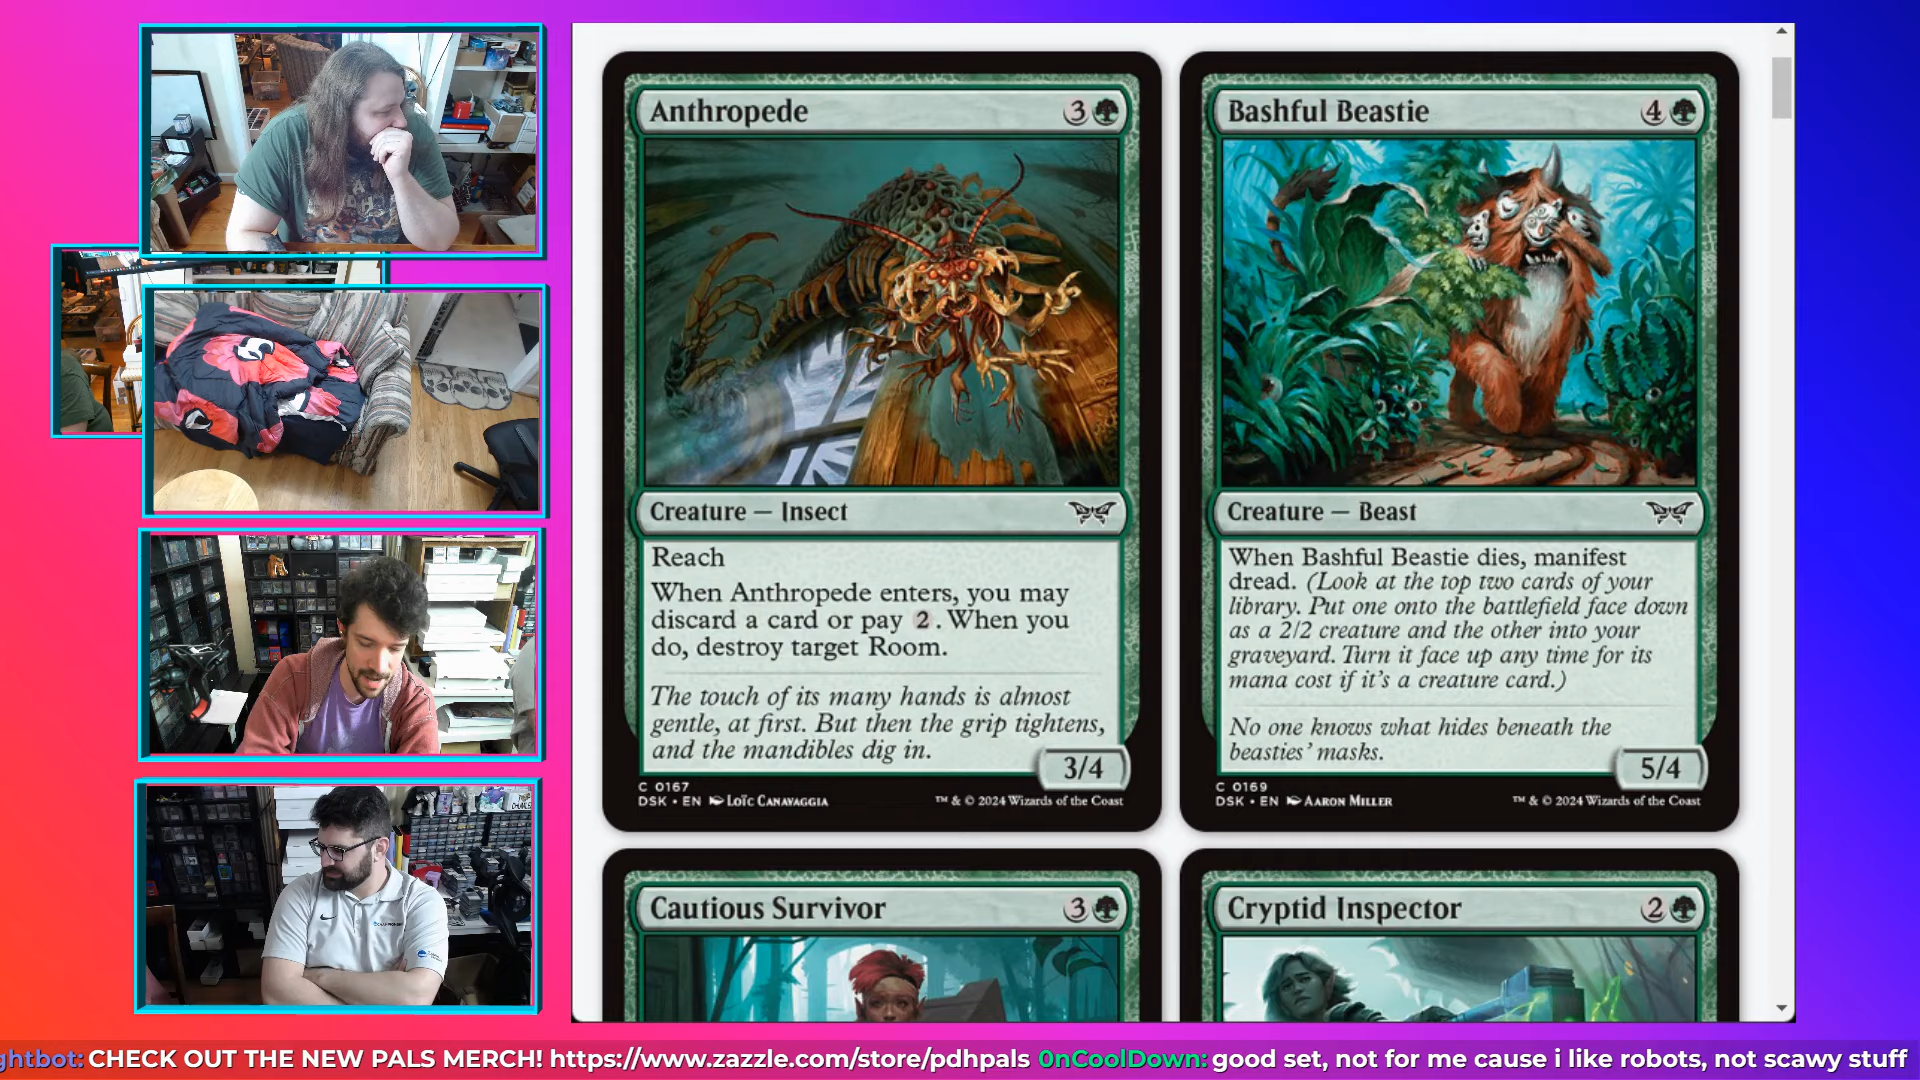 Anthropede 3
Creature — Insect
Reach
When Anthropede enters, you may
discard a card or pay 2. When you
do, destroy target Room.
The touch of its many hands is almost
gentle, at first. But then the grip tightens,
and the mandibles dig in.
3/4
C 0167
DSK • EN Loïc Canavaggia
™ & © 2024 Wizards of the Coast
Bashful Beastie 4
Creature — Beast
When Bashful Beastie dies, manifest
dread. (Look at the top two cards of your
library. Put one onto the battlefield face down
as a 2/2 creature and the other into your
graveyard. Turn it face up any time for its
mana cost if it's a creature card.)
No one knows what hides beneath the
beasties' masks.
5/4
C 0169
DSK • EN Aaron Miller
™ & © 2024 Wizards of the Coast
Cautious Survivor 3
Cryptid Inspector 2
ghtbot: CHECK OUT THE NEW PALS MERCH! https://www.zazzle.com/store/pdhpals 0nCoolDown: good set, not for me cause i like robots, not scawy stuff